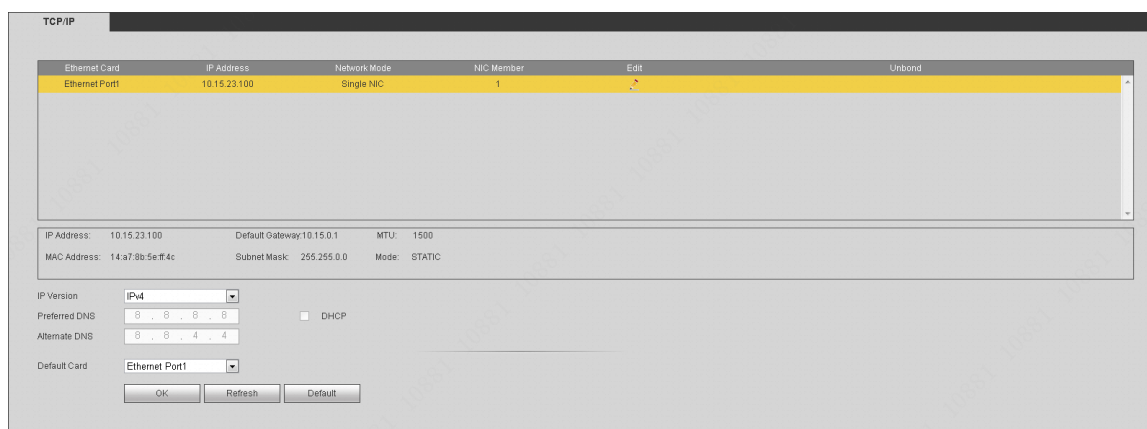 TCP/IP
Ethernet Card IP Address Network Mode NIC Member Edit Unbond
Ethernet Port1 10.15.23.100 Single NIC 1
IP Address: 10.15.23.100 Default Gateway:10.15.0.1 MTU: 1500
MAC Address: 14:a7:8b:5e:ff:4c Subnet Mask: 255.255.0.0 Mode: STATIC
IP Version IPv4
Preferred DNS 8 . 8 . 8 . 8 DHCP
Alternate DNS 8 . 8 . 4 . 4
Default Card Ethernet Port1
OK Refresh Default